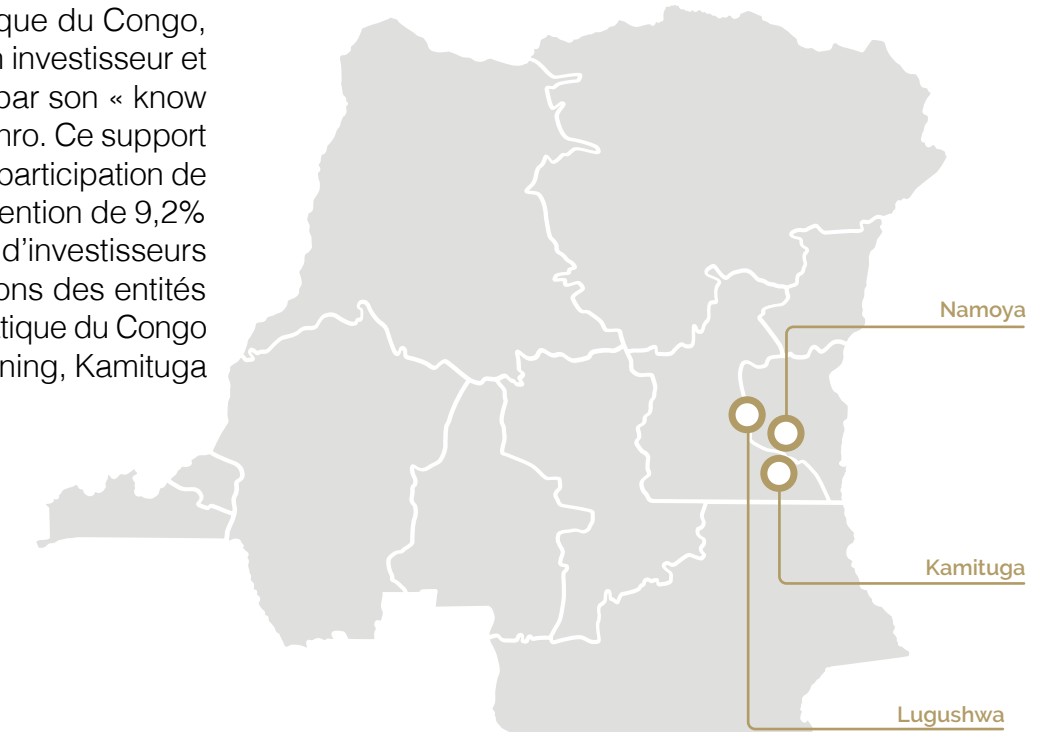 que du Congo,
investisseur et
par son « know
nro. Ce support
participation de
ention de 9,2%
d’investisseurs
ons des entités
tique du Congo
ning, Kamituga
Namoya
Kamituga
Lugushwa